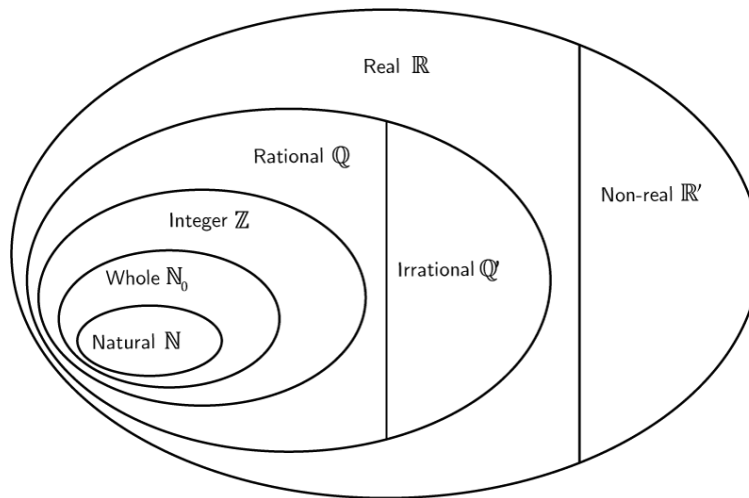 Real ℝ
Rational ℚ
Non-real ℝ′
Integer ℤ
Irrational ℚ′
Whole ℕ₀
Natural ℕ